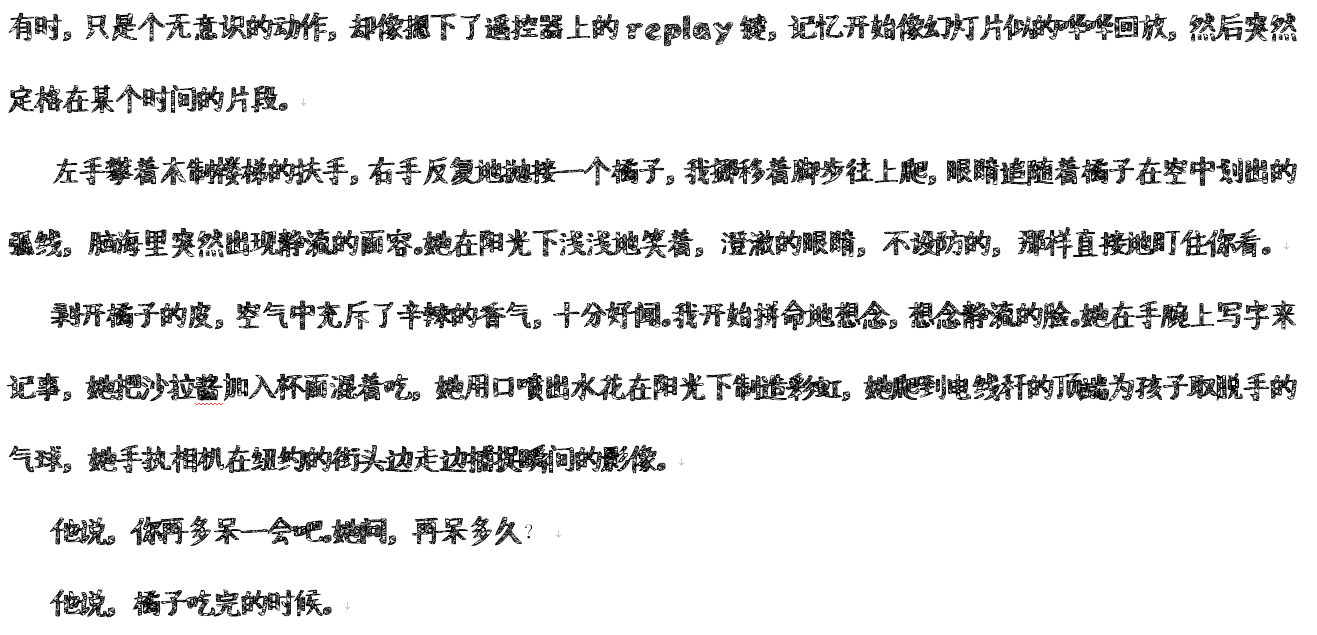 有时，只是个无意识的动作，却像摁下了遥控器上的replay键，记忆开始像幻灯片似的哗哗回放，然后突然
定格在某个时间的片段。
左手攀着木制楼梯的扶手，右手反复地抛接一个橘子，我挪移着脚步往上爬，眼睛追随着橘子在空中划出的
弧线，脑海里突然出现静流的面容。她在阳光下浅浅地笑着，澄澈的眼睛，不设防的，那样直接地盯住你看。
剥开橘子的皮，空气中充斥了辛辣的香气，十分好闻。我开始拼命地想念，想念静流的脸。她在手腕上写字来
记事，她把沙拉酱加入杯面混着吃，她用口喷出水花在阳光下制造彩虹，她爬到电线杆的顶端为孩子取脱手的
气球，她手执相机在纽约的街头边走边捕捉瞬间的影像。
他说，你再多呆一会吧。她问，再呆多久？
他说，橘子吃完的时候。